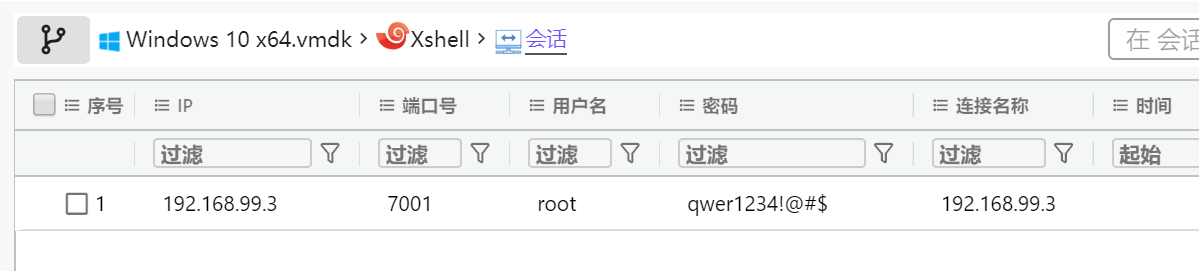 Windows 10 x64.vmdk > Xshell > 会话 在 会话
序号 IP 端口号 用户名 密码 连接名称 时间
过滤 过滤 过滤 过滤 过滤 起始
1 192.168.99.3 7001 root qwer1234!@#$ 192.168.99.3